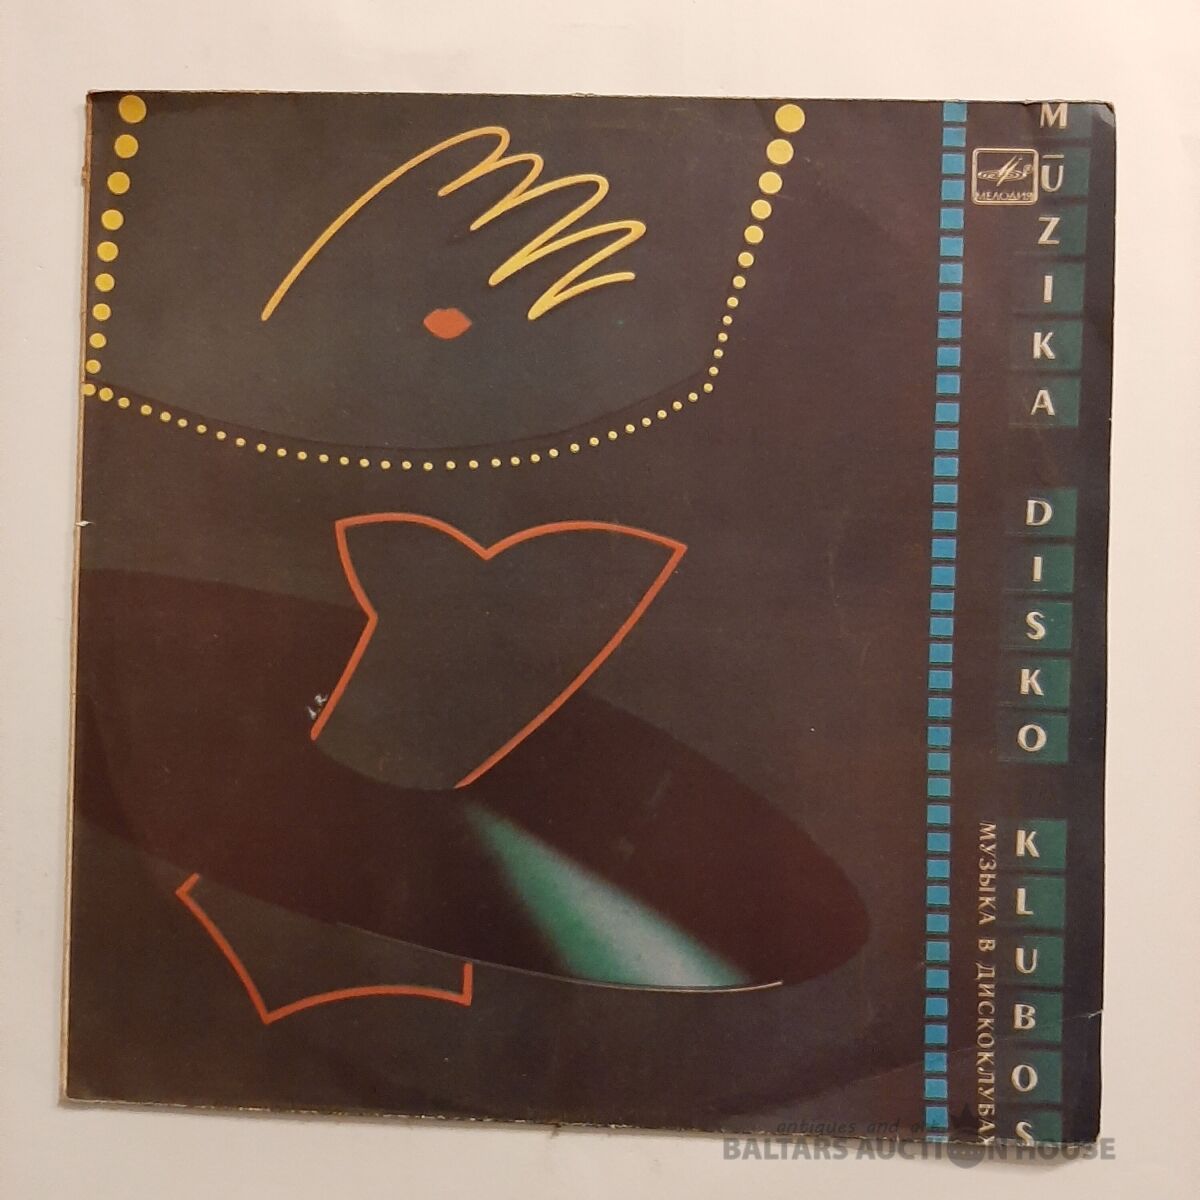 MŪZIKA DISKO KLUBOS
МЕЛОДИЯ
МУЗЫКА В ДИСКОКЛУБАХ
A.R.
antiques and art
BALTARS AUCTION HOUSE